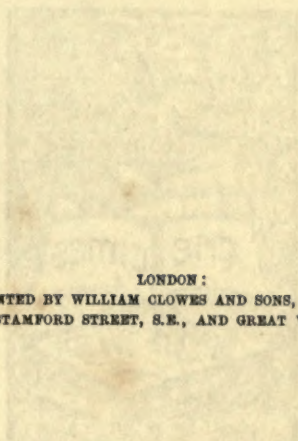 LONDON:
NTED BY WILLIAM CLOWES AND SONS,
STAMFORD STREET, S.E., AND GREAT